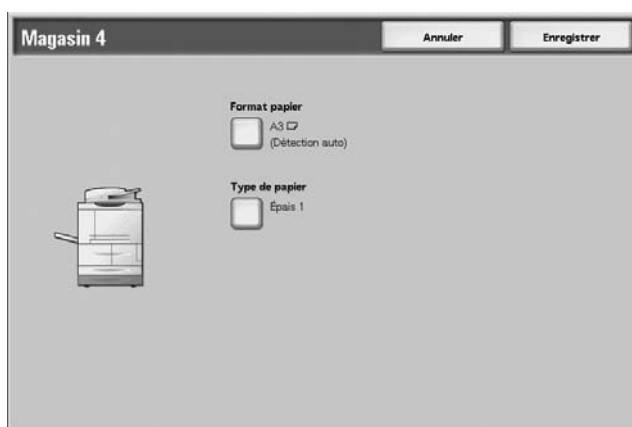 Magasin 4
Annuler
Enregistrer
Format papier
A3
(Détection auto)
Type de papier
Épais 1